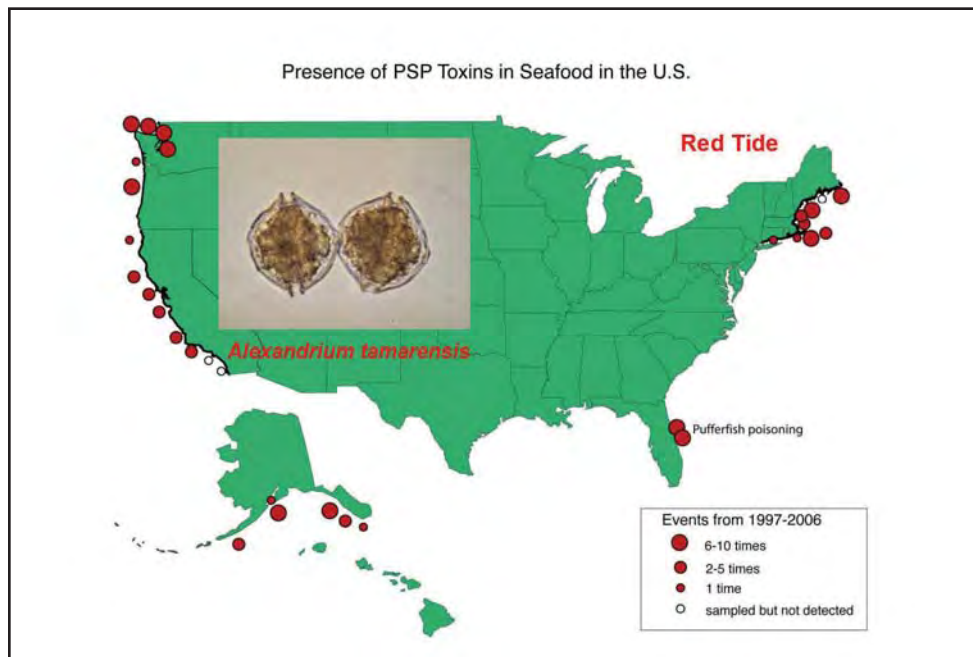 Presence of PSP Toxins in Seafood in the U.S.
Red Tide
Alexandrium tamarensis
Pufferfish poisoning
Events from 1997-2006
6-10 times
2-5 times
1 time
sampled but not detected